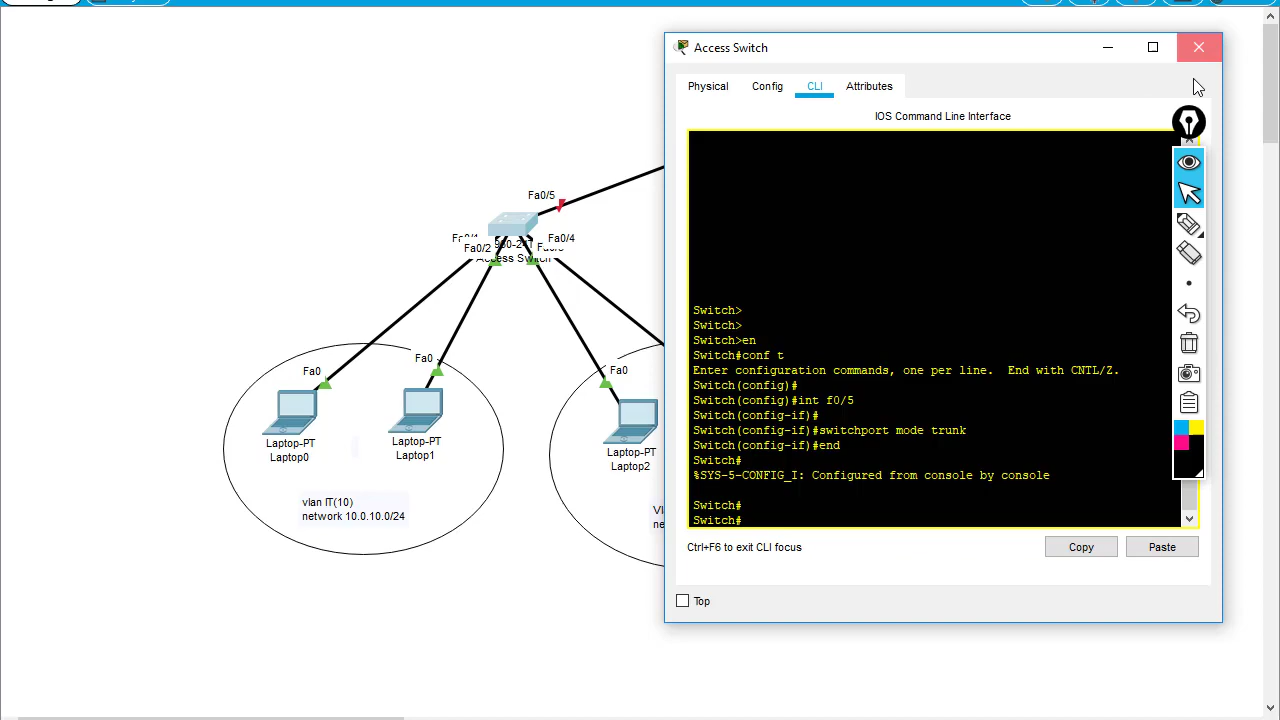 Access Switch
Physical
Config
CLI
Attributes
IOS Command Line Interface
Switch>
Switch>
Switch>en
Switch#conf t
Enter configuration commands, one per line.  End with CNTL/Z.
Switch(config)#
Switch(config)#int f0/5
Switch(config-if)#
Switch(config-if)#switchport mode trunk
Switch(config-if)#end
Switch#
%SYS-5-CONFIG_I: Configured from console by console
Switch#
Switch#
Ctrl+F6 to exit CLI focus
Copy
Paste
Top
Fa0/5
Fa0/2
Fa0/4
Access Switch
Fa0
Fa0
Fa0
Laptop-PT
Laptop0
Laptop-PT
Laptop1
Laptop-PT
Laptop2
vlan IT(10)
network 10.0.10.0/24